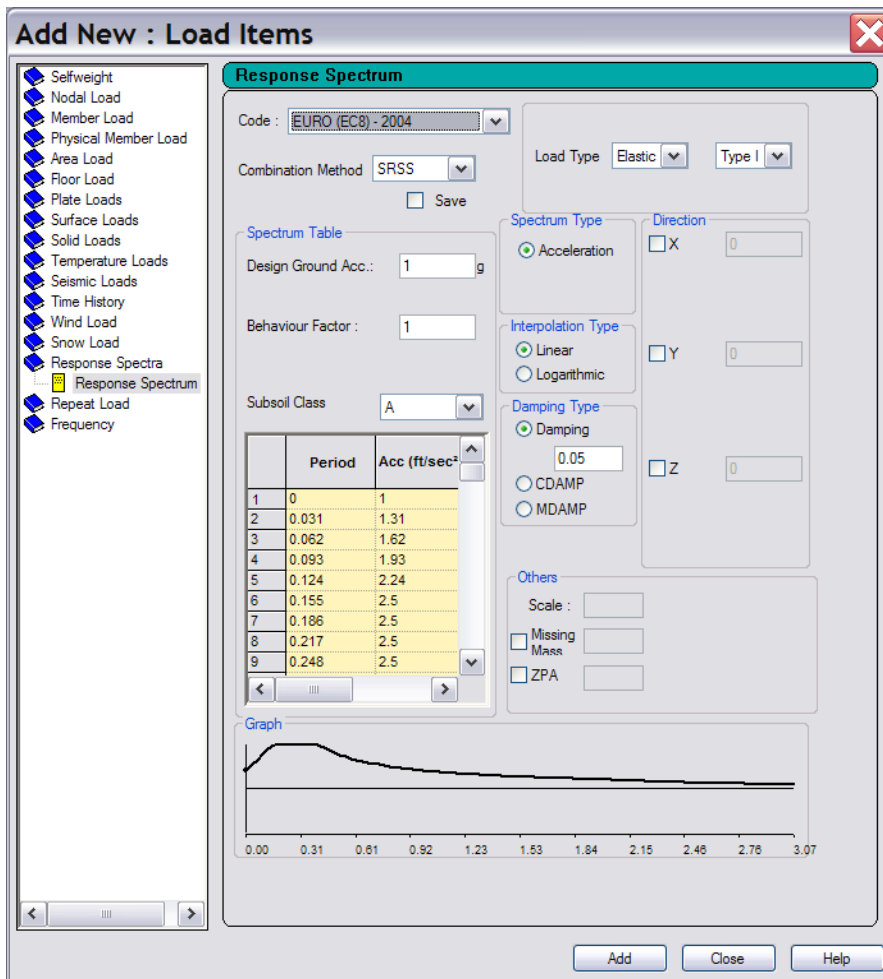 Add New : Load Items
Selfweight
Nodal Load
Member Load
Physical Member Load
Area Load
Floor Load
Plate Loads
Surface Loads
Solid Loads
Temperature Loads
Seismic Loads
Time History
Wind Load
Snow Load
Response Spectra
Response Spectrum
Repeat Load
Frequency
Response Spectrum
Code : EURO (EC8) - 2004
Combination Method SRSS
Save
Load Type Elastic Type I
Spectrum Table
Design Ground Acc.: 1 g
Behaviour Factor : 1
Subsoil Class A
Period Acc (ft/sec²
1 0 1
2 0.031 1.31
3 0.062 1.62
4 0.093 1.93
5 0.124 2.24
6 0.155 2.5
7 0.186 2.5
8 0.217 2.5
9 0.248 2.5
Spectrum Type
Acceleration
Interpolation Type
Linear
Logarithmic
Damping Type
Damping
0.05
CDAMP
MDAMP
Direction
X 0
Y 0
Z 0
Others
Scale :
Missing
Mass
ZPA
Graph
0.00 0.31 0.61 0.92 1.23 1.53 1.84 2.15 2.46 2.76 3.07
Add Close Help